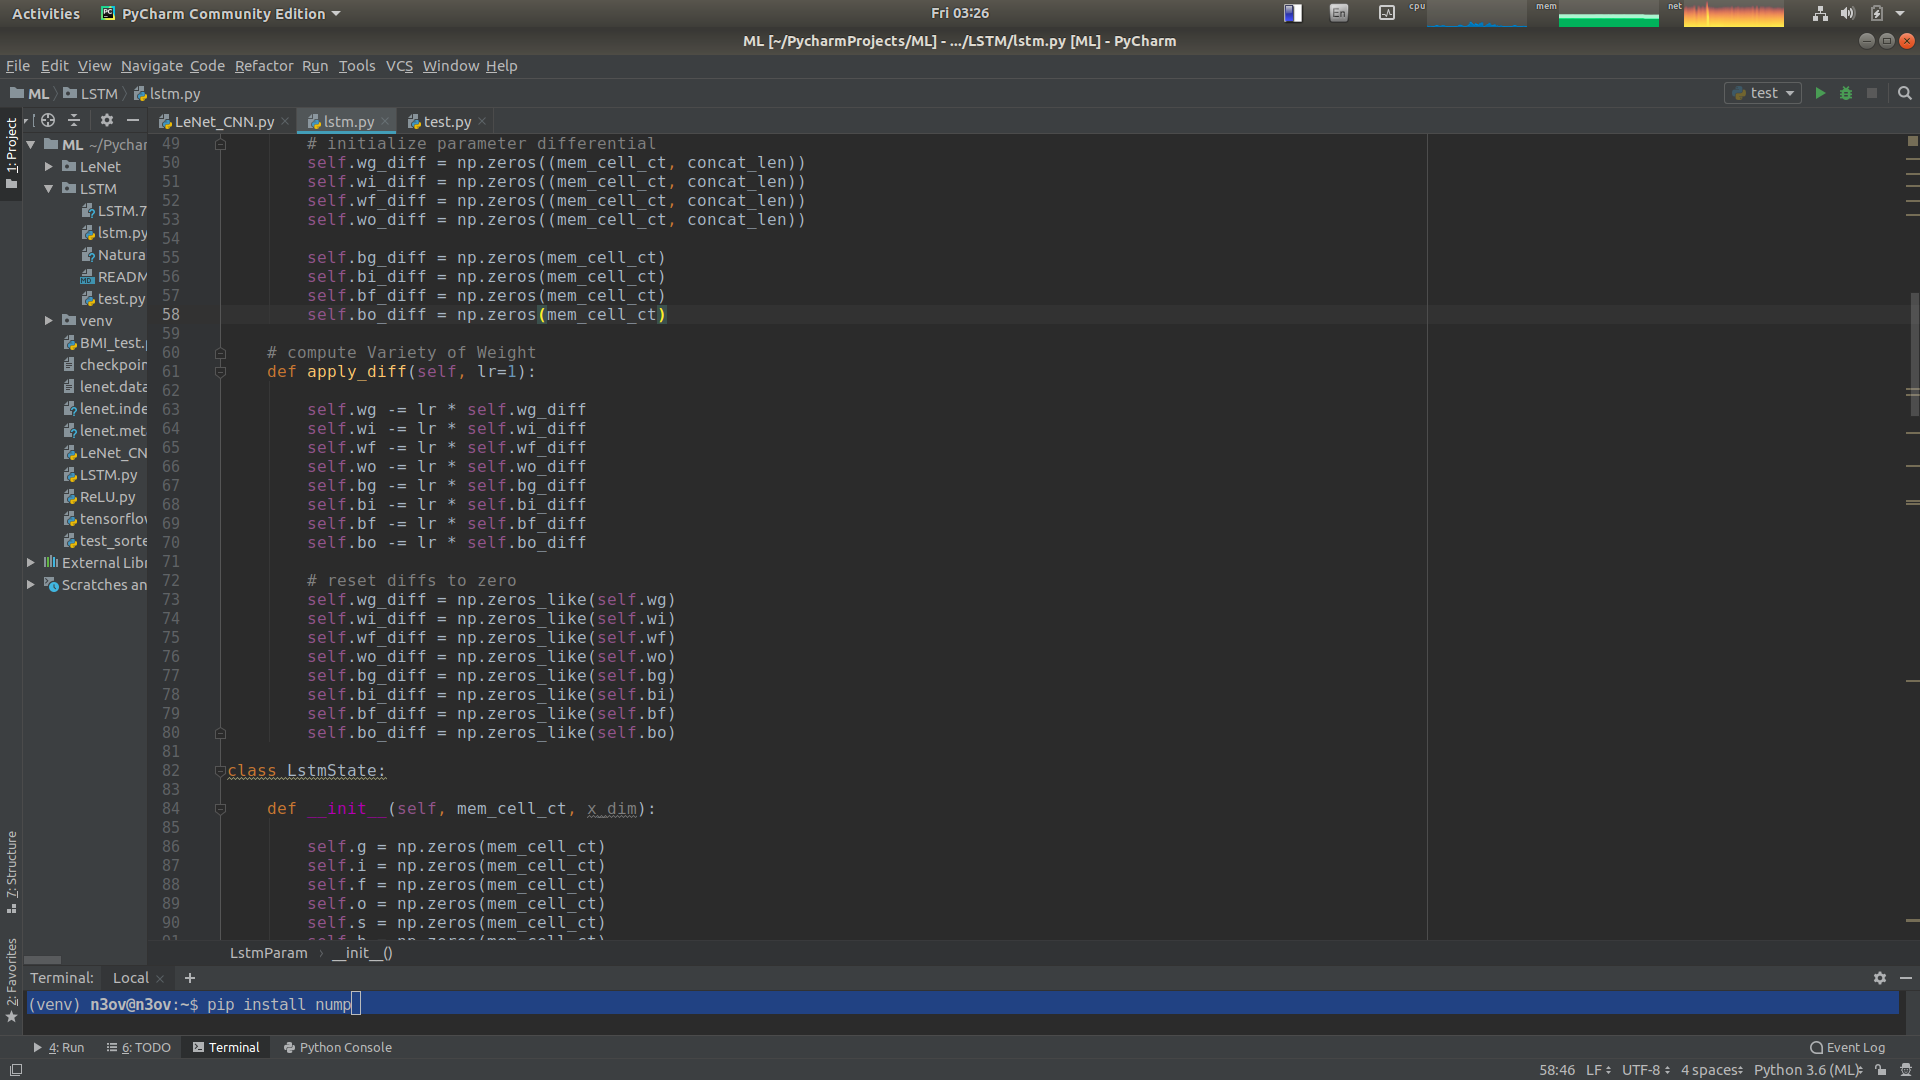 Activities PyCharm Community Edition Fri 03:26 En cpu mem net
ML [~/PycharmProjects/ML] - .../LSTM/lstm.py [ML] - PyCharm
File Edit View Navigate Code Refactor Run Tools VCS Window Help
ML LSTM lstm.py test
1: Project
LeNet_CNN.py lstm.py test.py
ML ~/Pychar
LeNet
LSTM
LSTM.7
lstm.py
Natura
READM
test.py
venv
BMI_test.
checkpoin
lenet.data
lenet.inde
lenet.met
LeNet_CN
LSTM.py
ReLU.py
tensorflow
test_sorte
External Libr
Scratches an
49 # initialize parameter differential
50 self.wg_diff = np.zeros((mem_cell_ct, concat_len))
51 self.wi_diff = np.zeros((mem_cell_ct, concat_len))
52 self.wf_diff = np.zeros((mem_cell_ct, concat_len))
53 self.wo_diff = np.zeros((mem_cell_ct, concat_len))
54
55 self.bg_diff = np.zeros(mem_cell_ct)
56 self.bi_diff = np.zeros(mem_cell_ct)
57 self.bf_diff = np.zeros(mem_cell_ct)
58 self.bo_diff = np.zeros(mem_cell_ct)
59
60 # compute Variety of Weight
61 def apply_diff(self, lr=1):
62
63 self.wg -= lr * self.wg_diff
64 self.wi -= lr * self.wi_diff
65 self.wf -= lr * self.wf_diff
66 self.wo -= lr * self.wo_diff
67 self.bg -= lr * self.bg_diff
68 self.bi -= lr * self.bi_diff
69 self.bf -= lr * self.bf_diff
70 self.bo -= lr * self.bo_diff
71
72 # reset diffs to zero
73 self.wg_diff = np.zeros_like(self.wg)
74 self.wi_diff = np.zeros_like(self.wi)
75 self.wf_diff = np.zeros_like(self.wf)
76 self.wo_diff = np.zeros_like(self.wo)
77 self.bg_diff = np.zeros_like(self.bg)
78 self.bi_diff = np.zeros_like(self.bi)
79 self.bf_diff = np.zeros_like(self.bf)
80 self.bo_diff = np.zeros_like(self.bo)
81
82 class LstmState:
83
84 def __init__(self, mem_cell_ct, x_dim):
85
86 self.g = np.zeros(mem_cell_ct)
87 self.i = np.zeros(mem_cell_ct)
88 self.f = np.zeros(mem_cell_ct)
89 self.o = np.zeros(mem_cell_ct)
90 self.s = np.zeros(mem_cell_ct)
7: Structure
2: Favorites
LstmParam __init__()
Terminal: Local +
(venv) n3ov@n3ov:~$ pip install nump
4: Run 6: TODO Terminal Python Console Event Log
58:46 LF UTF-8 4 spaces Python 3.6 (ML)